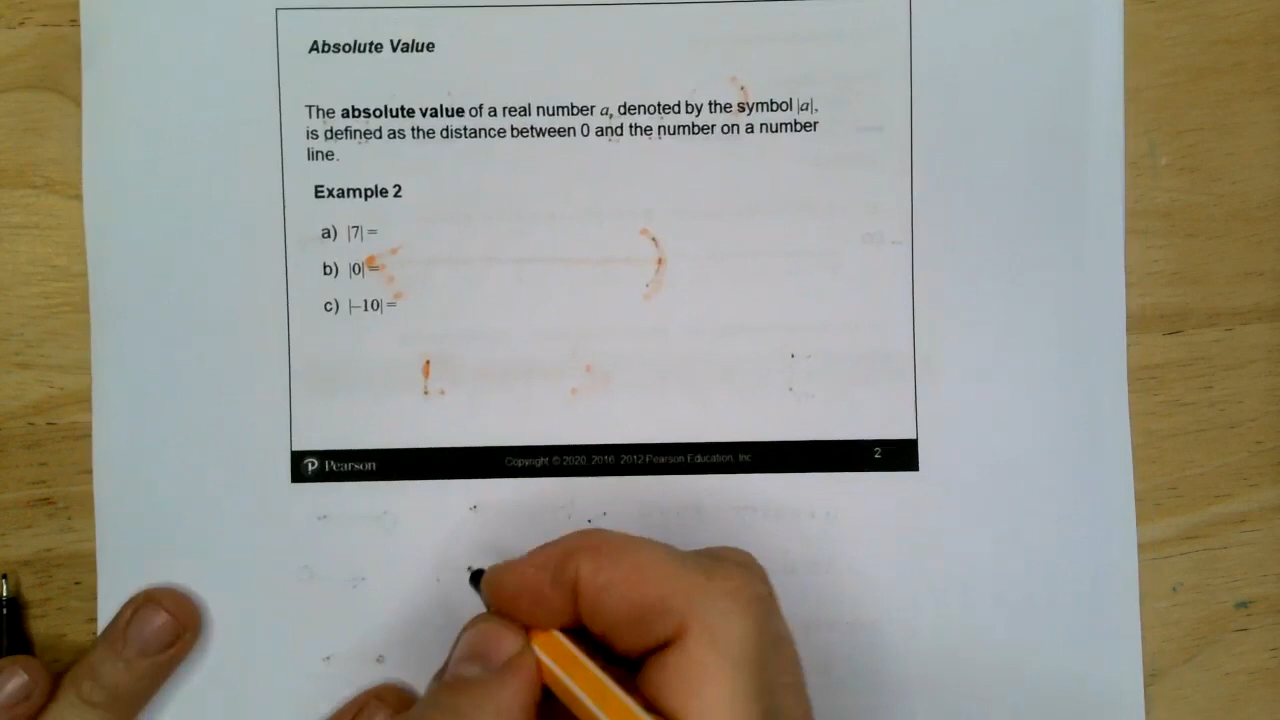 Absolute Value
The absolute value of a real number a, denoted by the symbol |a|,
is defined as the distance between 0 and the number on a number
line.
Example 2
a) |7| =
b) |0| =
c) |–10| =
Pearson
Copyright © 2020, 2016, 2012 Pearson Education, Inc
2